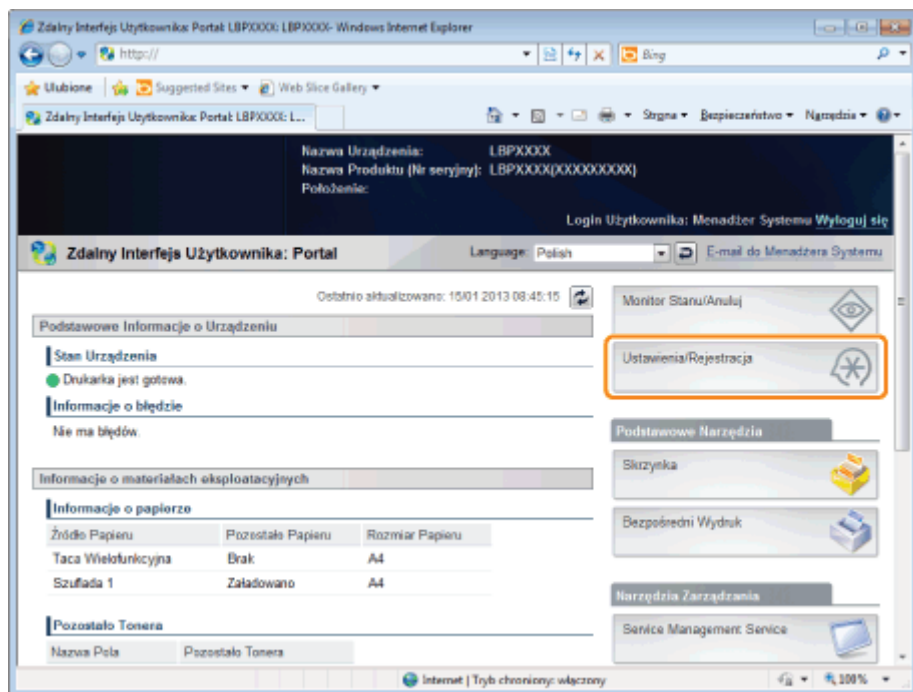 Zdalny Interfejs Użytkownika: Portal: LBPXXXX: LBPXXXX- Windows Internet Explorer
http://
Bing
Ulubione Suggested Sites Web Slice Gallery
Zdalny Interfejs Użytkownika: Portal: LBPXXXX: L... Strona Bezpieczeństwo Narzędzia
Nazwa Urządzenia: LBPXXXX
Nazwa Produktu (Nr seryjny): LBPXXXX(XXXXXXXXX)
Położenie:
Login Użytkownika: Menadżer Systemu Wyloguj się
Zdalny Interfejs Użytkownika: Portal Language: Polish E-mail do Menadżera Systemu
Ostatnio aktualizowano: 15/01 2013 08:45:15
Monitor Stanu/Anuluj
Podstawowe Informacje o Urządzeniu
Stan Urządzenia
Ustawienia/Rejestracja
Drukarka jest gotowa.
Informacje o błędzie
Nie ma błędów.
Podstawowe Narzędzia
Skrzynka
Informacje o materiałach eksploatacyjnych
Informacje o papierze
Bezpośredni Wydruk
Źródło Papieru Pozostało Papieru Rozmiar Papieru
Taca Wielofunkcyjna Brak A4
Szuflada 1 Załadowano A4
Narzędzia Zarządzania
Pozostało Tonera
Service Management Service
Nazwa Pola Pozostało Tonera
Internet | Tryb chroniony: włączony 100%